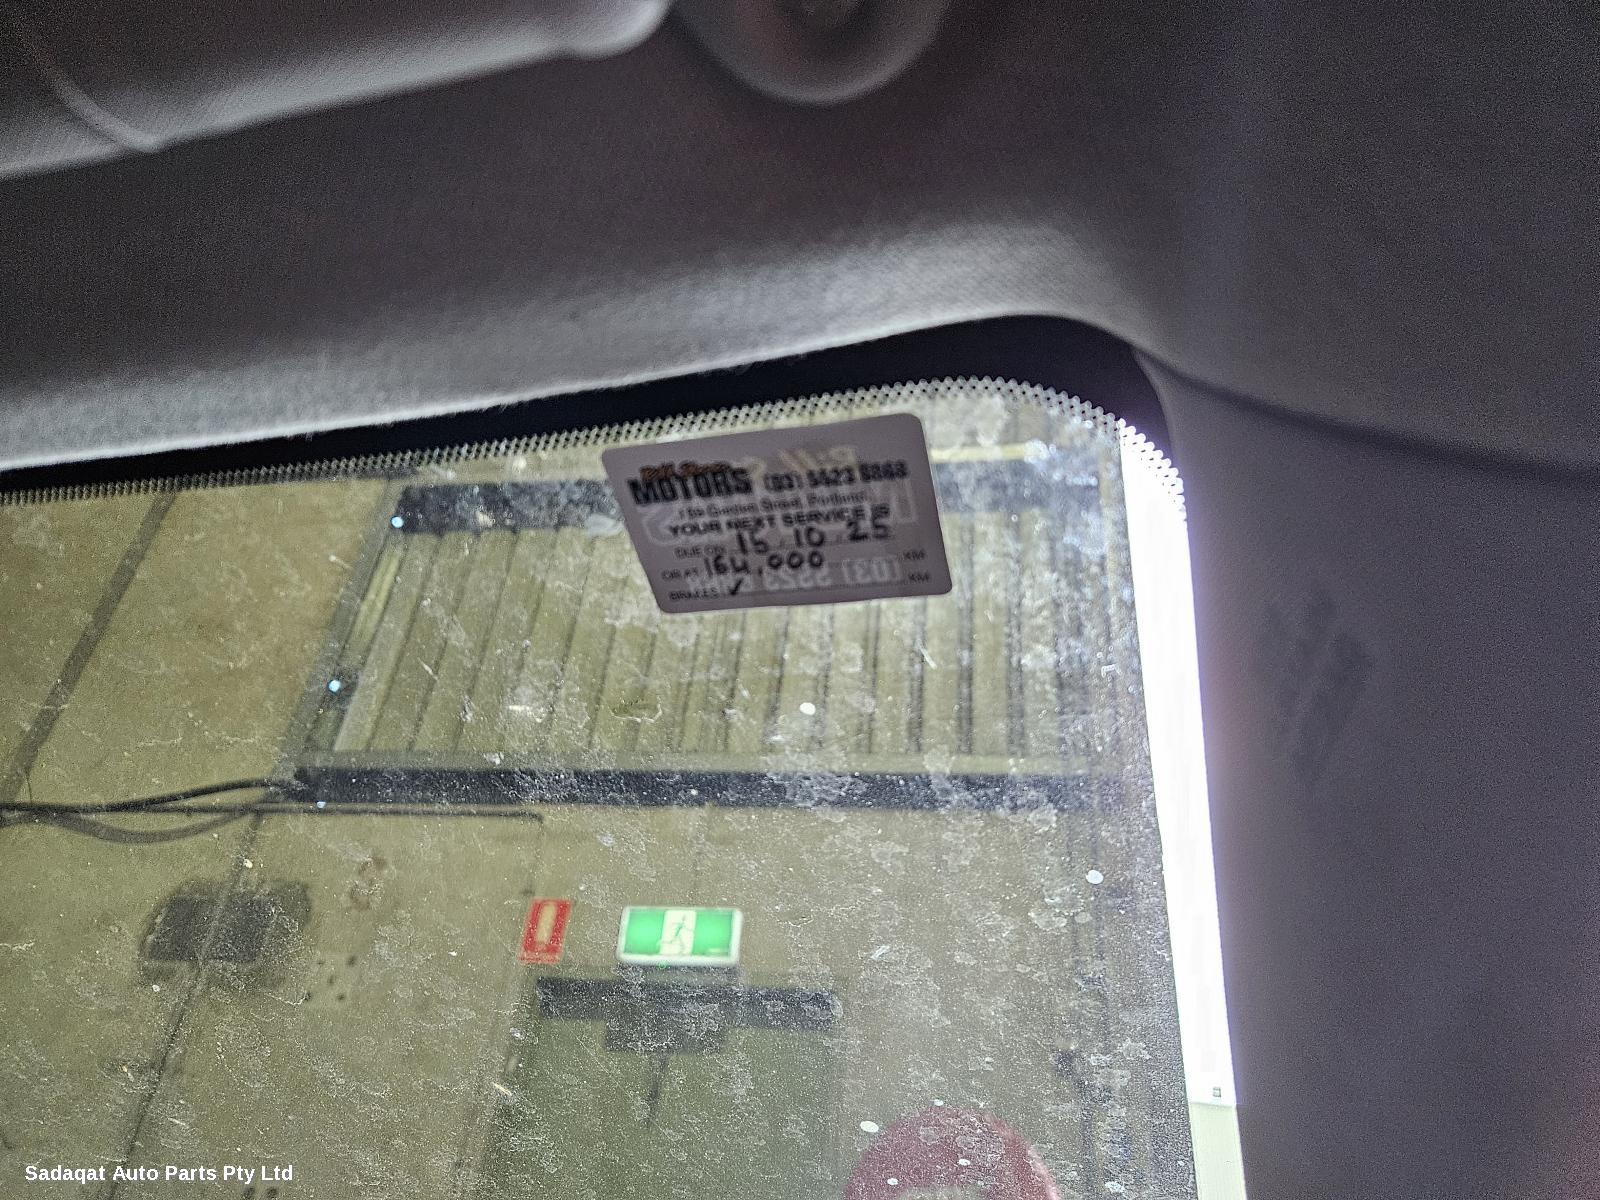 MOTORS (03) 5523
YOUR NEXT SERVICE IS
DUE ON 15 10 25
OR AT 164,000 KM
BRAKES ✓ KM
Sadaqat Auto Parts Pty Ltd